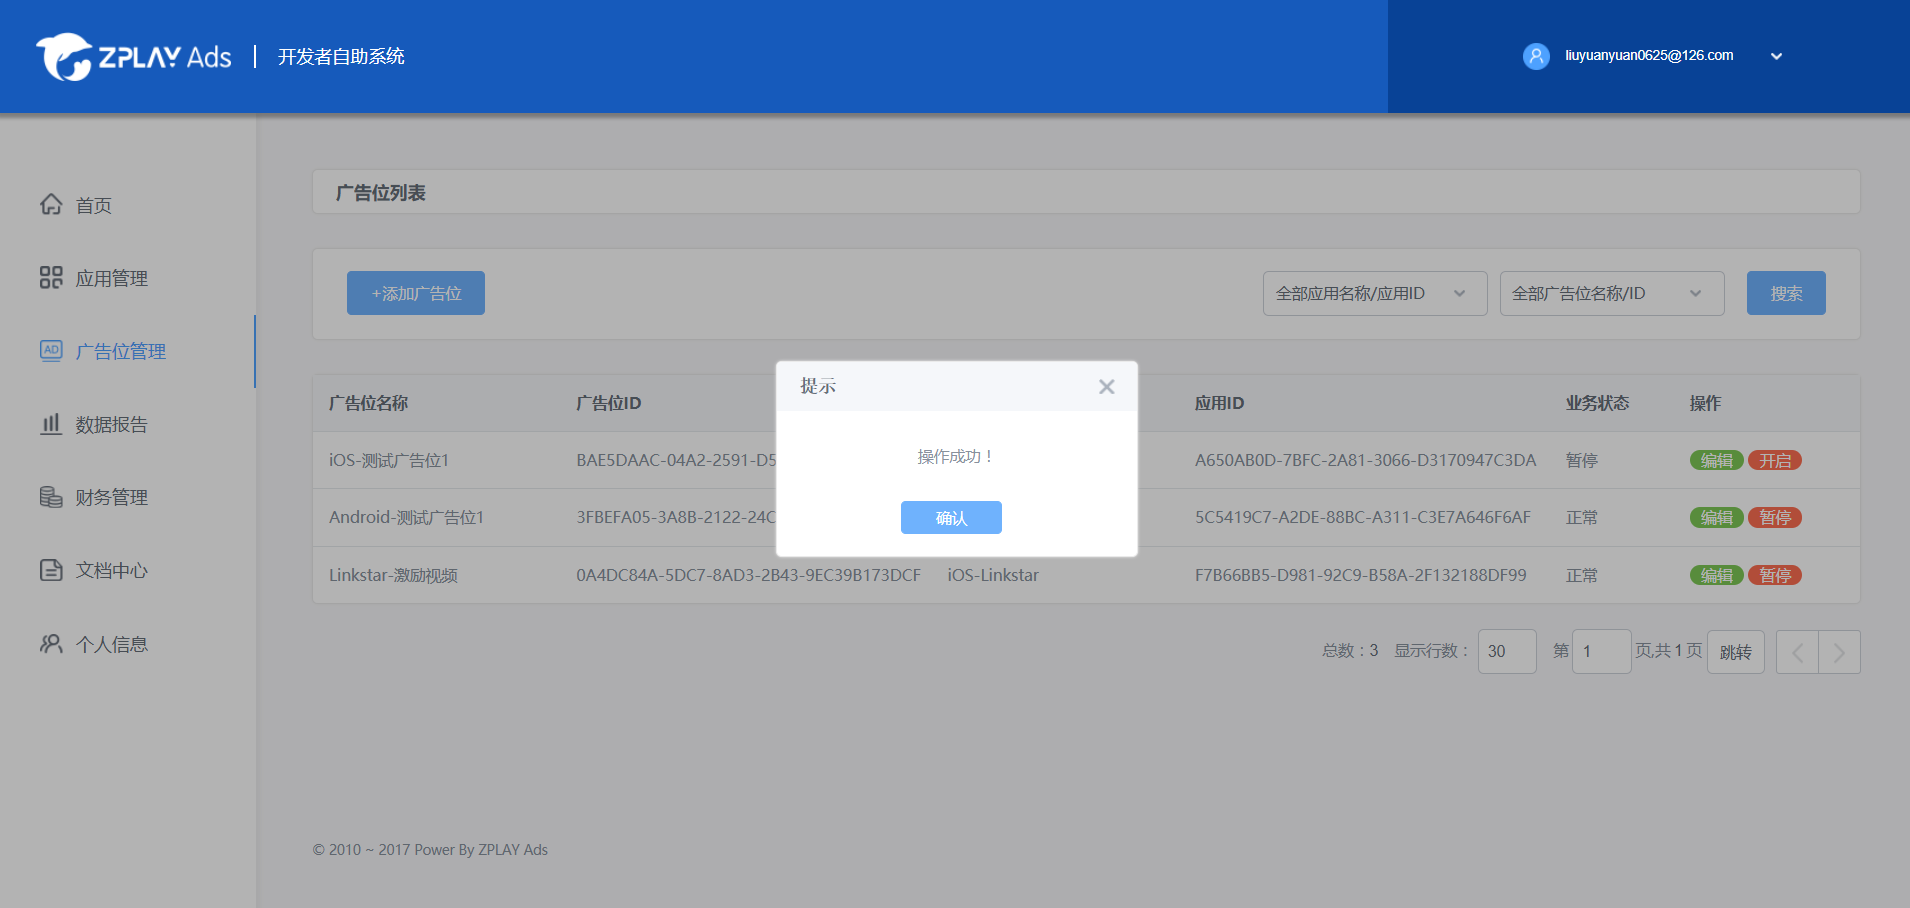 ZPLAY Ads
开发者自助系统
liuyuanyuan0625@126.com
首页
应用管理
AD 广告位管理
数据报告
财务管理
文档中心
个人信息
广告位列表
+添加广告位
全部应用名称/应用ID
全部广告位名称/ID
搜索
广告位名称 广告位ID 应用ID 业务状态 操作
iOS-测试广告位1 BAE5DAAC-04A2-2591-D5 A650AB0D-7BFC-2A81-3066-D3170947C3DA 暂停 编辑 开启
Android-测试广告位1 3FBEFA05-3A8B-2122-24C 5C5419C7-A2DE-88BC-A311-C3E7A646F6AF 正常 编辑 暂停
Linkstar-激励视频 0A4DC84A-5DC7-8AD3-2B43-9EC39B173DCF iOS-Linkstar F7B66BB5-D981-92C9-B58A-2F132188DF99 正常 编辑 暂停
提示
操作成功！
确认
总数：3 显示行数： 30 第 1 页,共 1 页 跳转
© 2010 ~ 2017 Power By ZPLAY Ads